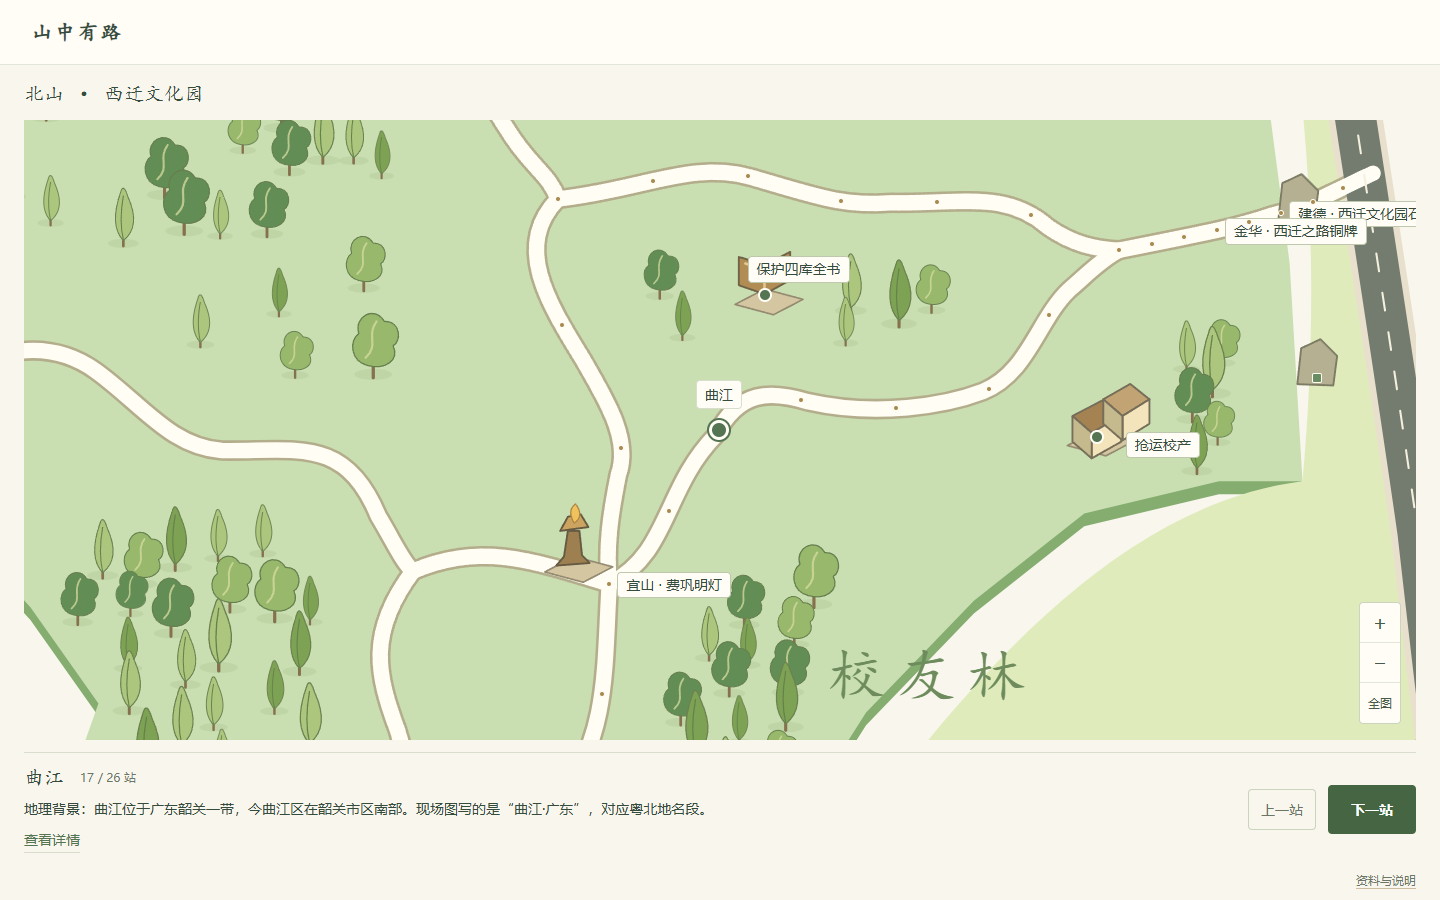 山中有路
北山 • 西迁文化园
建德 · 西迁文化园石
金华 · 西迁之路铜牌
保护四库全书
曲江
抢运校产
宜山 · 费巩明灯
校友林
+
−
全图
曲江 17 / 26 站
地理背景：曲江位于广东韶关一带，今曲江区在韶关市区南部。现场图写的是“曲江·广东”，对应粤北地名段。
查看详情
上一站
下一站
资料与说明